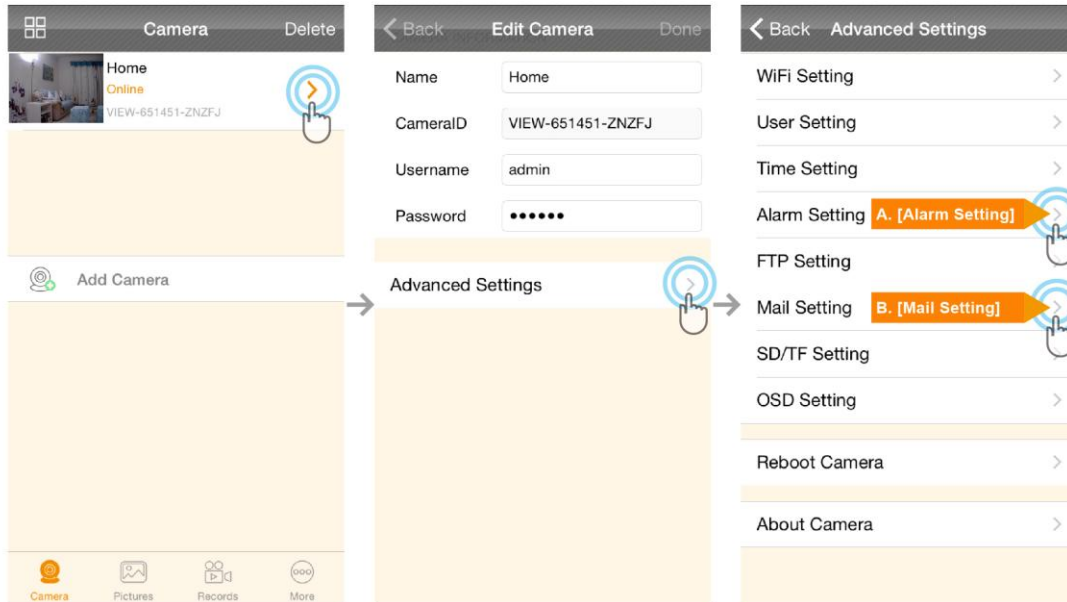 Camera
Delete
Home
Online
VIEW-651451-ZNZFJ
Add Camera
Camera
Pictures
Records
More
Back
Edit Camera
Done
Name
Home
CameraID
VIEW-651451-ZNZFJ
Username
admin
Password
••••••
Advanced Settings
Back
Advanced Settings
WiFi Setting
User Setting
Time Setting
Alarm Setting A. [Alarm Setting]
FTP Setting
Mail Setting B. [Mail Setting]
SD/TF Setting
OSD Setting
Reboot Camera
About Camera